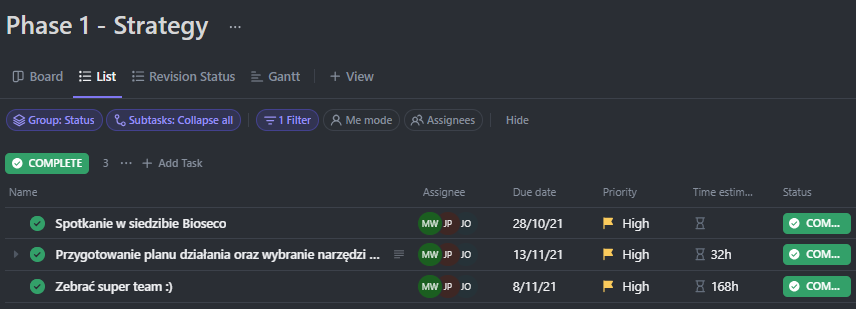 Phase 1 - Strategy ...
Board List Revision Status Gantt + View
Group: Status Subtasks: Collapse all 1 Filter Me mode Assignees Hide
COMPLETE 3 ... + Add Task
Name Assignee Due date Priority Time estim... Status
Spotkanie w siedzibie Bioseco MW JP JO 28/10/21 High COM...
Przygotowanie planu działania oraz wybranie narzędzi ... MW JP JO 13/11/21 High 32h COM...
Zebrać super team :) MW JP JO 8/11/21 High 168h COM...